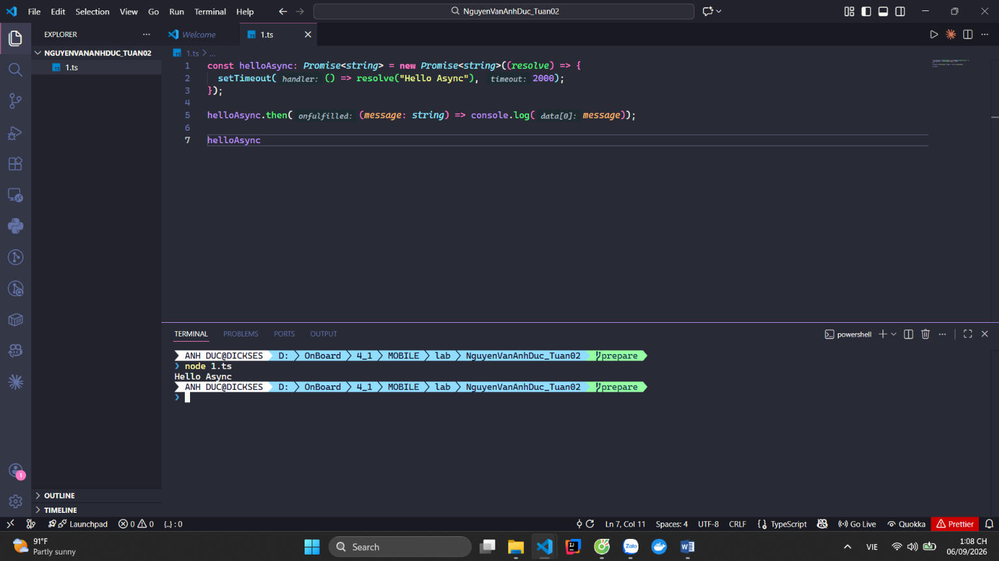 File Edit Selection View Go Run Terminal Help
NguyenVanAnhDuc_Tuan02
EXPLORER
Welcome
1.ts
NGUYENVANANHDUC_TUAN02
1.ts
1.ts > ...
1 const helloAsync: Promise<string> = new Promise<string>((resolve) => {
2 setTimeout( handler: () => resolve("Hello Async"), timeout: 2000);
3 });
4
5 helloAsync.then( onfulfilled: (message: string) => console.log( data[0]: message));
6
7 helloAsync
TERMINAL PROBLEMS PORTS OUTPUT
powershell
ANH DUC@DICKSES D: OnBoard 4_1 MOBILE lab NguyenVanAnhDuc_Tuan02 prepare
❯ node 1.ts
Hello Async
ANH DUC@DICKSES D: OnBoard 4_1 MOBILE lab NguyenVanAnhDuc_Tuan02 prepare
❯
1
OUTLINE
TIMELINE
Launchpad 0 0 {..} : 0
Ln 7, Col 11 Spaces: 4 UTF-8 CRLF TypeScript Go Live Quokka Prettier
91°F
Partly sunny
Search
Zalo
VIE
1:08 CH
06/09/2026